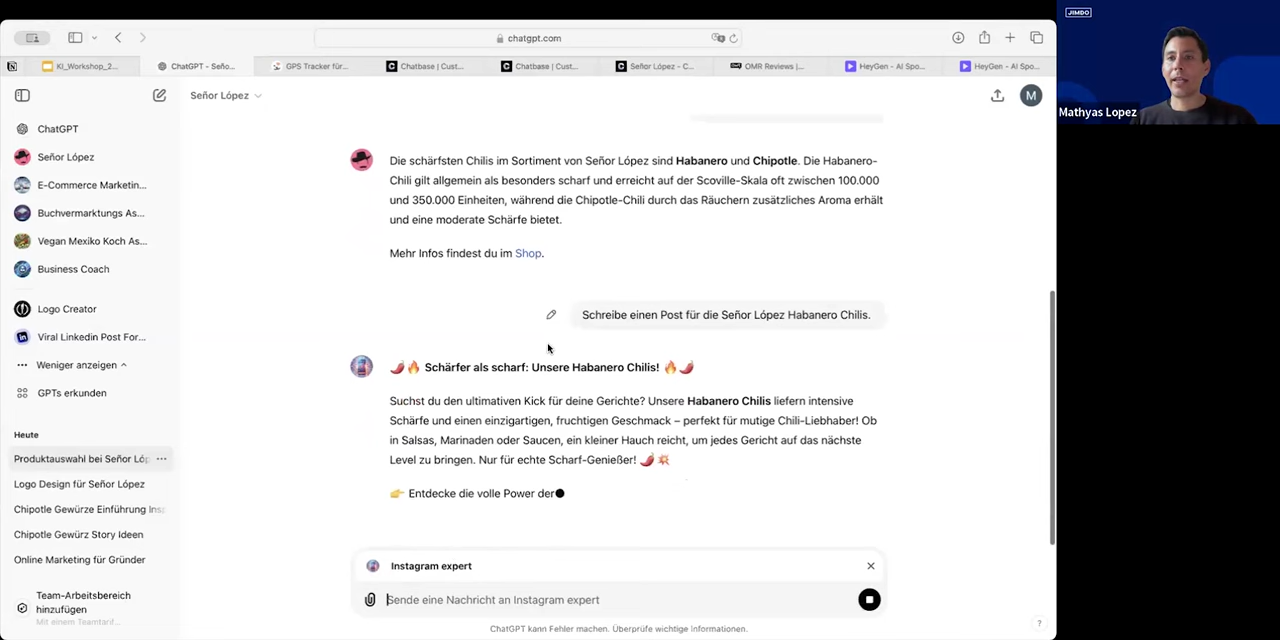 JIMDO
Mathyas Lopez
chatgpt.com
KI_Workshop_2...
ChatGPT - Seño...
GPS Tracker für...
Chatbase | Cust...
Chatbase | Cust...
Señor López - C...
OMR Reviews |...
HeyGen - AI Spo...
HeyGen - AI Spo...
Señor López
M
ChatGPT
Señor López
E-Commerce Marketin...
Buchvermarktungs As...
Vegan Mexiko Koch As...
Business Coach
Logo Creator
Viral Linkedin Post For...
Weniger anzeigen
GPTs erkunden
Heute
Produktauswahl bei Señor Lóp
Logo Design für Señor López
Chipotle Gewürze Einführung Ins
Chipotle Gewürz Story Ideen
Online Marketing für Gründer
Team-Arbeitsbereich
hinzufügen
Mit einem Teamtarif...
Die schärfsten Chilis im Sortiment von Señor López sind Habanero und Chipotle. Die Habanero-
Chili gilt allgemein als besonders scharf und erreicht auf der Scoville-Skala oft zwischen 100.000
und 350.000 Einheiten, während die Chipotle-Chili durch das Räuchern zusätzliches Aroma erhält
und eine moderate Schärfe bietet.
Mehr Infos findest du im Shop.
Schreibe einen Post für die Señor López Habanero Chilis.
🌶️🔥 Schärfer als scharf: Unsere Habanero Chilis! 🔥🌶️
Suchst du den ultimativen Kick für deine Gerichte? Unsere Habanero Chilis liefern intensive
Schärfe und einen einzigartigen, fruchtigen Geschmack – perfekt für mutige Chili-Liebhaber! Ob
in Salsas, Marinaden oder Saucen, ein kleiner Hauch reicht, um jedes Gericht auf das nächste
Level zu bringen. Nur für echte Scharf-Genießer! 🌶️💥
👉 Entdecke die volle Power der
Instagram expert
Sende eine Nachricht an Instagram expert
ChatGPT kann Fehler machen. Überprüfe wichtige Informationen.
?